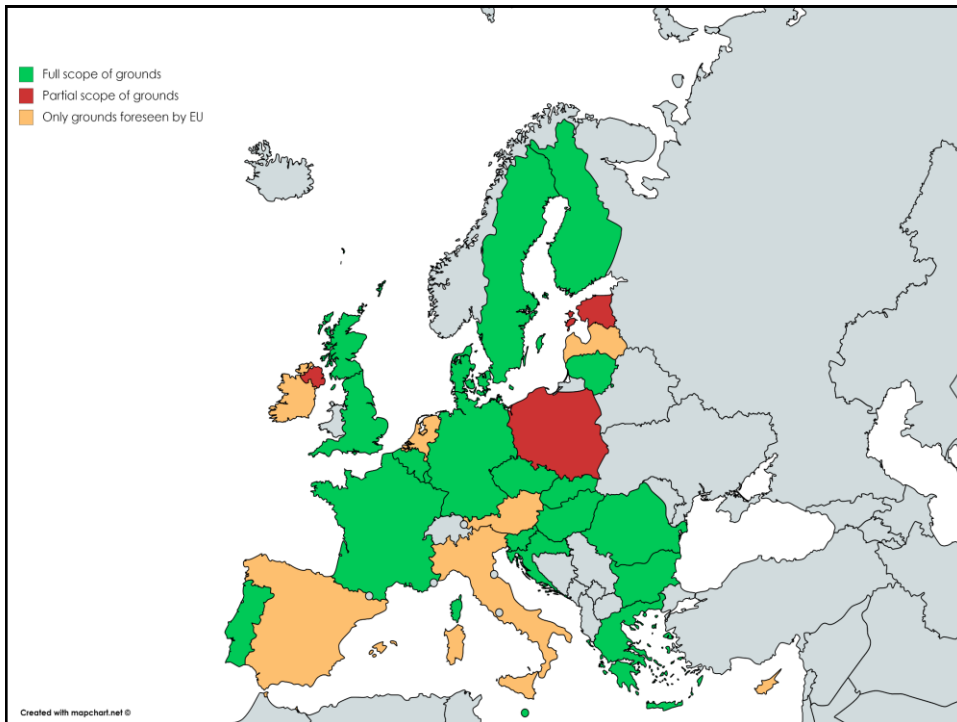 Full scope of grounds
Partial scope of grounds
Only grounds foreseen by EU
Created with mapchart.net ©